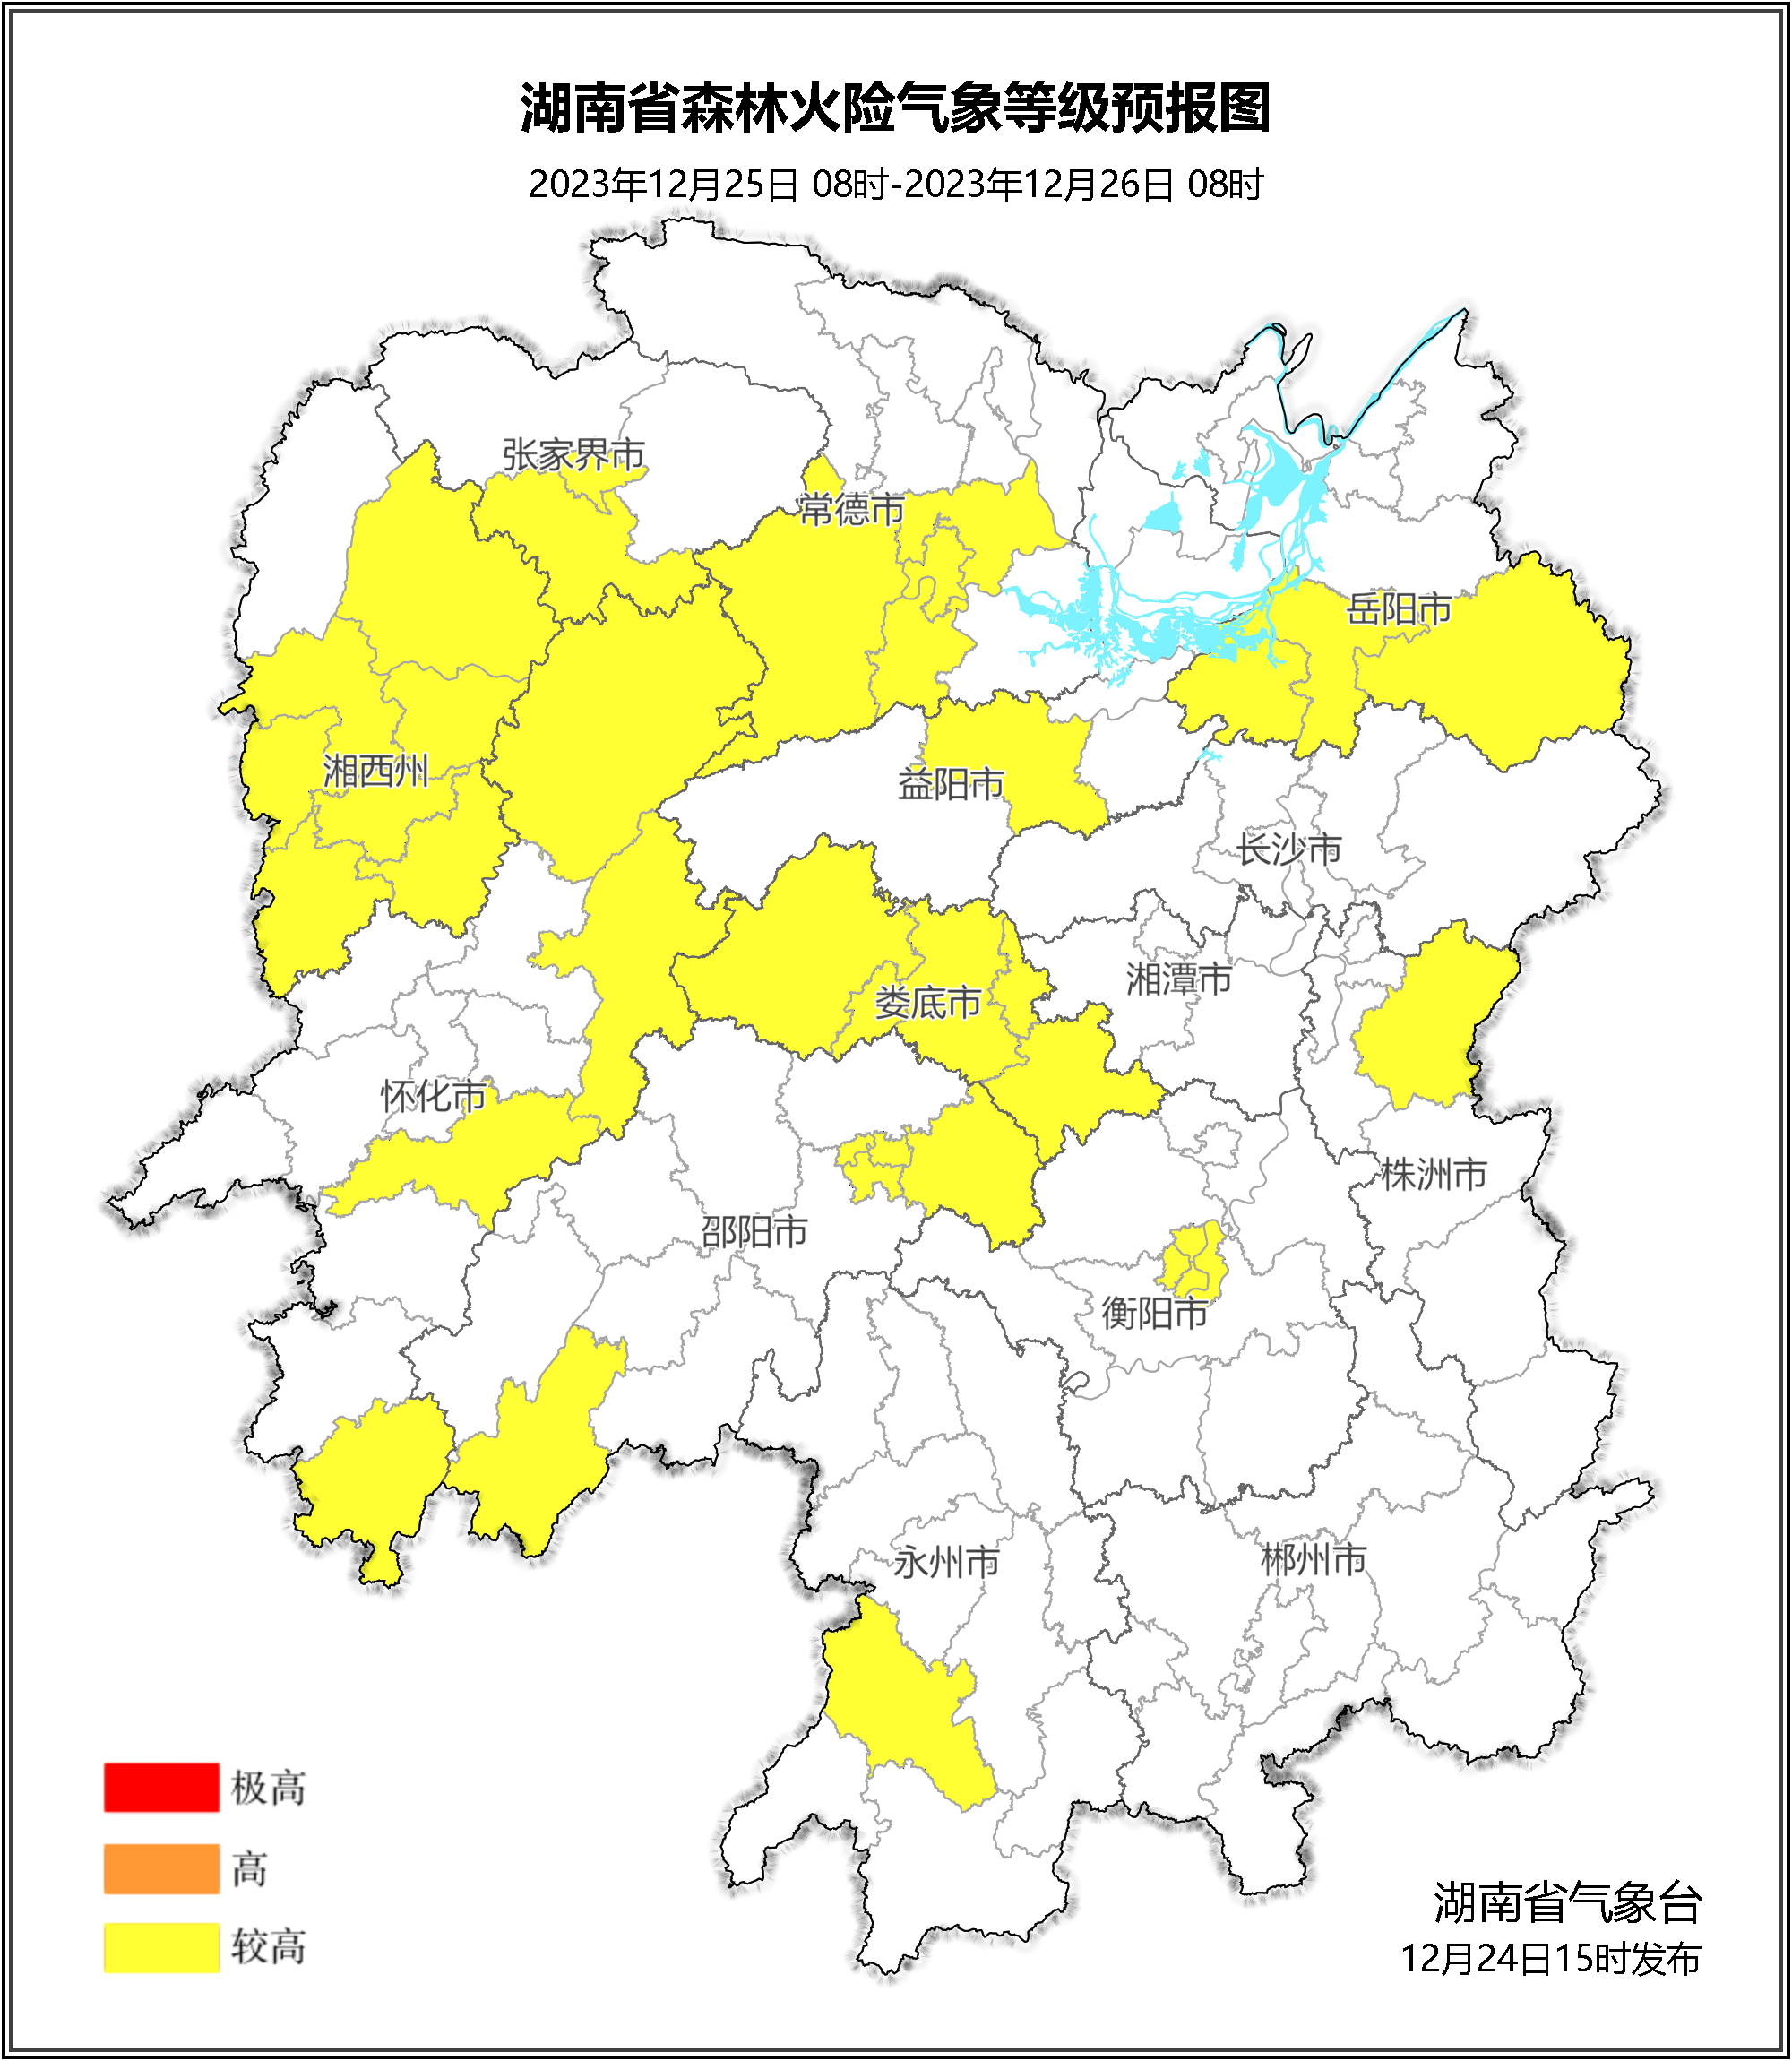 湖南省森林火险气象等级预报图
2023年12月25日 08时-2023年12月26日 08时
张家界市
常德市
岳阳市
湘西州
益阳市
长沙市
湘潭市
娄底市
怀化市
株洲市
邵阳市
衡阳市
永州市
郴州市
极高
高
较高
湖南省气象台
12月24日15时发布